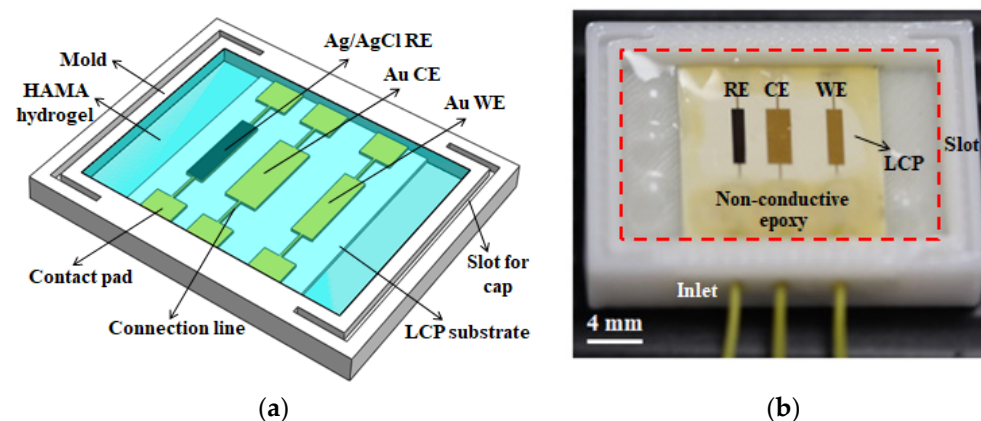 Ag/AgCl RE
Mold
Au CE
HAMA
hydrogel
Au WE
Contact pad
Connection line
Slot for
cap
LCP substrate
(a)
RE CE WE
Slot
LCP
Non-conductive
epoxy
Inlet
4 mm
(b)